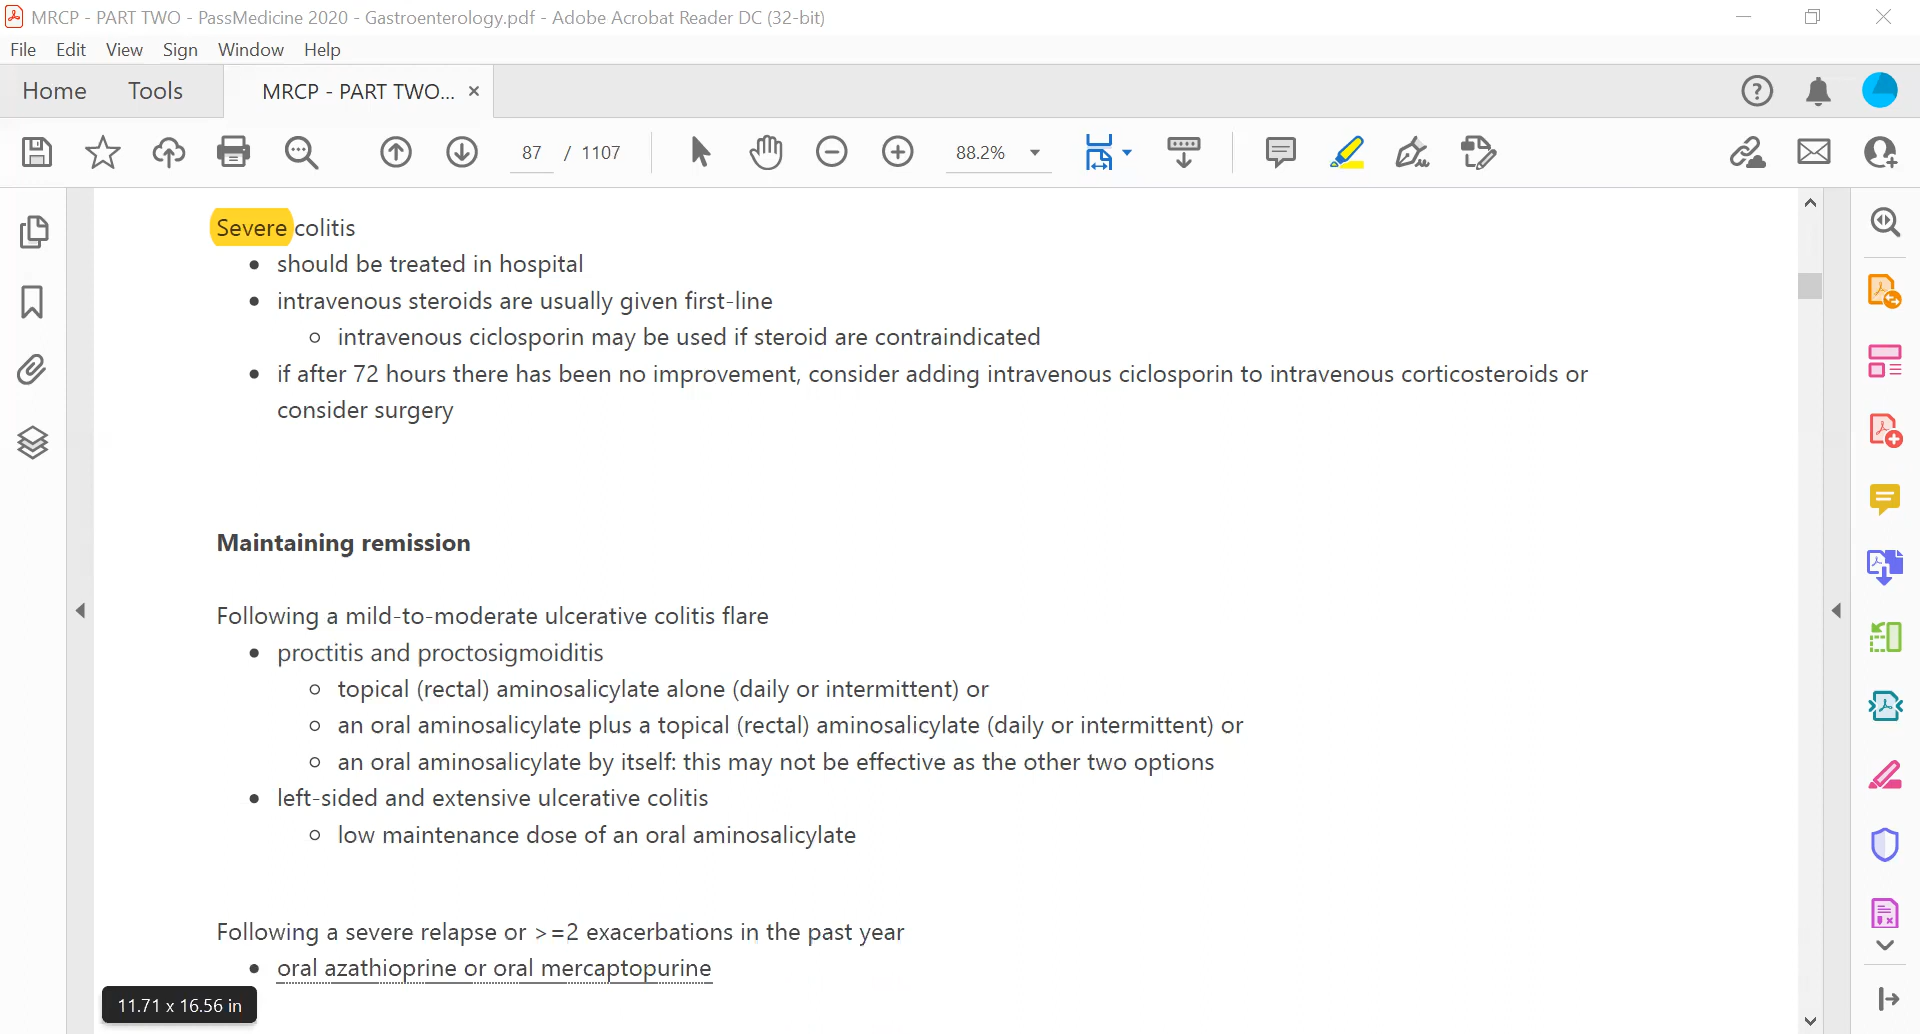 MRCP - PART TWO - PassMedicine 2020 - Gastroenterology.pdf - Adobe Acrobat Reader DC (32-bit)
File Edit View Sign Window Help
Home Tools MRCP - PART TWO... ×
87 / 1107 88.2%
Severe colitis
• should be treated in hospital
• intravenous steroids are usually given first-line
o intravenous ciclosporin may be used if steroid are contraindicated
• if after 72 hours there has been no improvement, consider adding intravenous ciclosporin to intravenous corticosteroids or
consider surgery
Maintaining remission
Following a mild-to-moderate ulcerative colitis flare
• proctitis and proctosigmoiditis
o topical (rectal) aminosalicylate alone (daily or intermittent) or
o an oral aminosalicylate plus a topical (rectal) aminosalicylate (daily or intermittent) or
o an oral aminosalicylate by itself: this may not be effective as the other two options
• left-sided and extensive ulcerative colitis
o low maintenance dose of an oral aminosalicylate
Following a severe relapse or >=2 exacerbations in the past year
• oral azathioprine or oral mercaptopurine
11.71 x 16.56 in